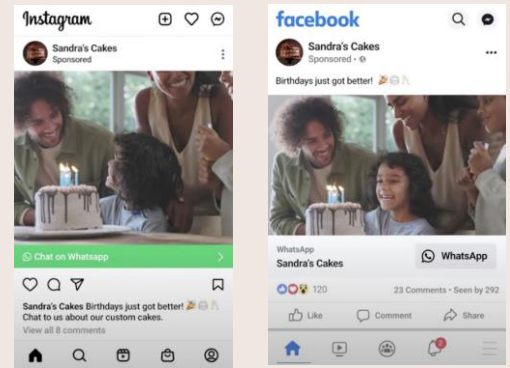 Instagram
Sandra's Cakes
Sponsored
Chat on Whatsapp
Sandra's Cakes Birthdays just got better! 🎉🎂🥂
Chat to us about our custom cakes.
View all 8 comments
facebook
Sandra's Cakes
Sponsored ·
Birthdays just got better! 🎉🎂🥂
WhatsApp
Sandra's Cakes
WhatsApp
120
23 Comments · Seen by 292
Like
Comment
Share
2